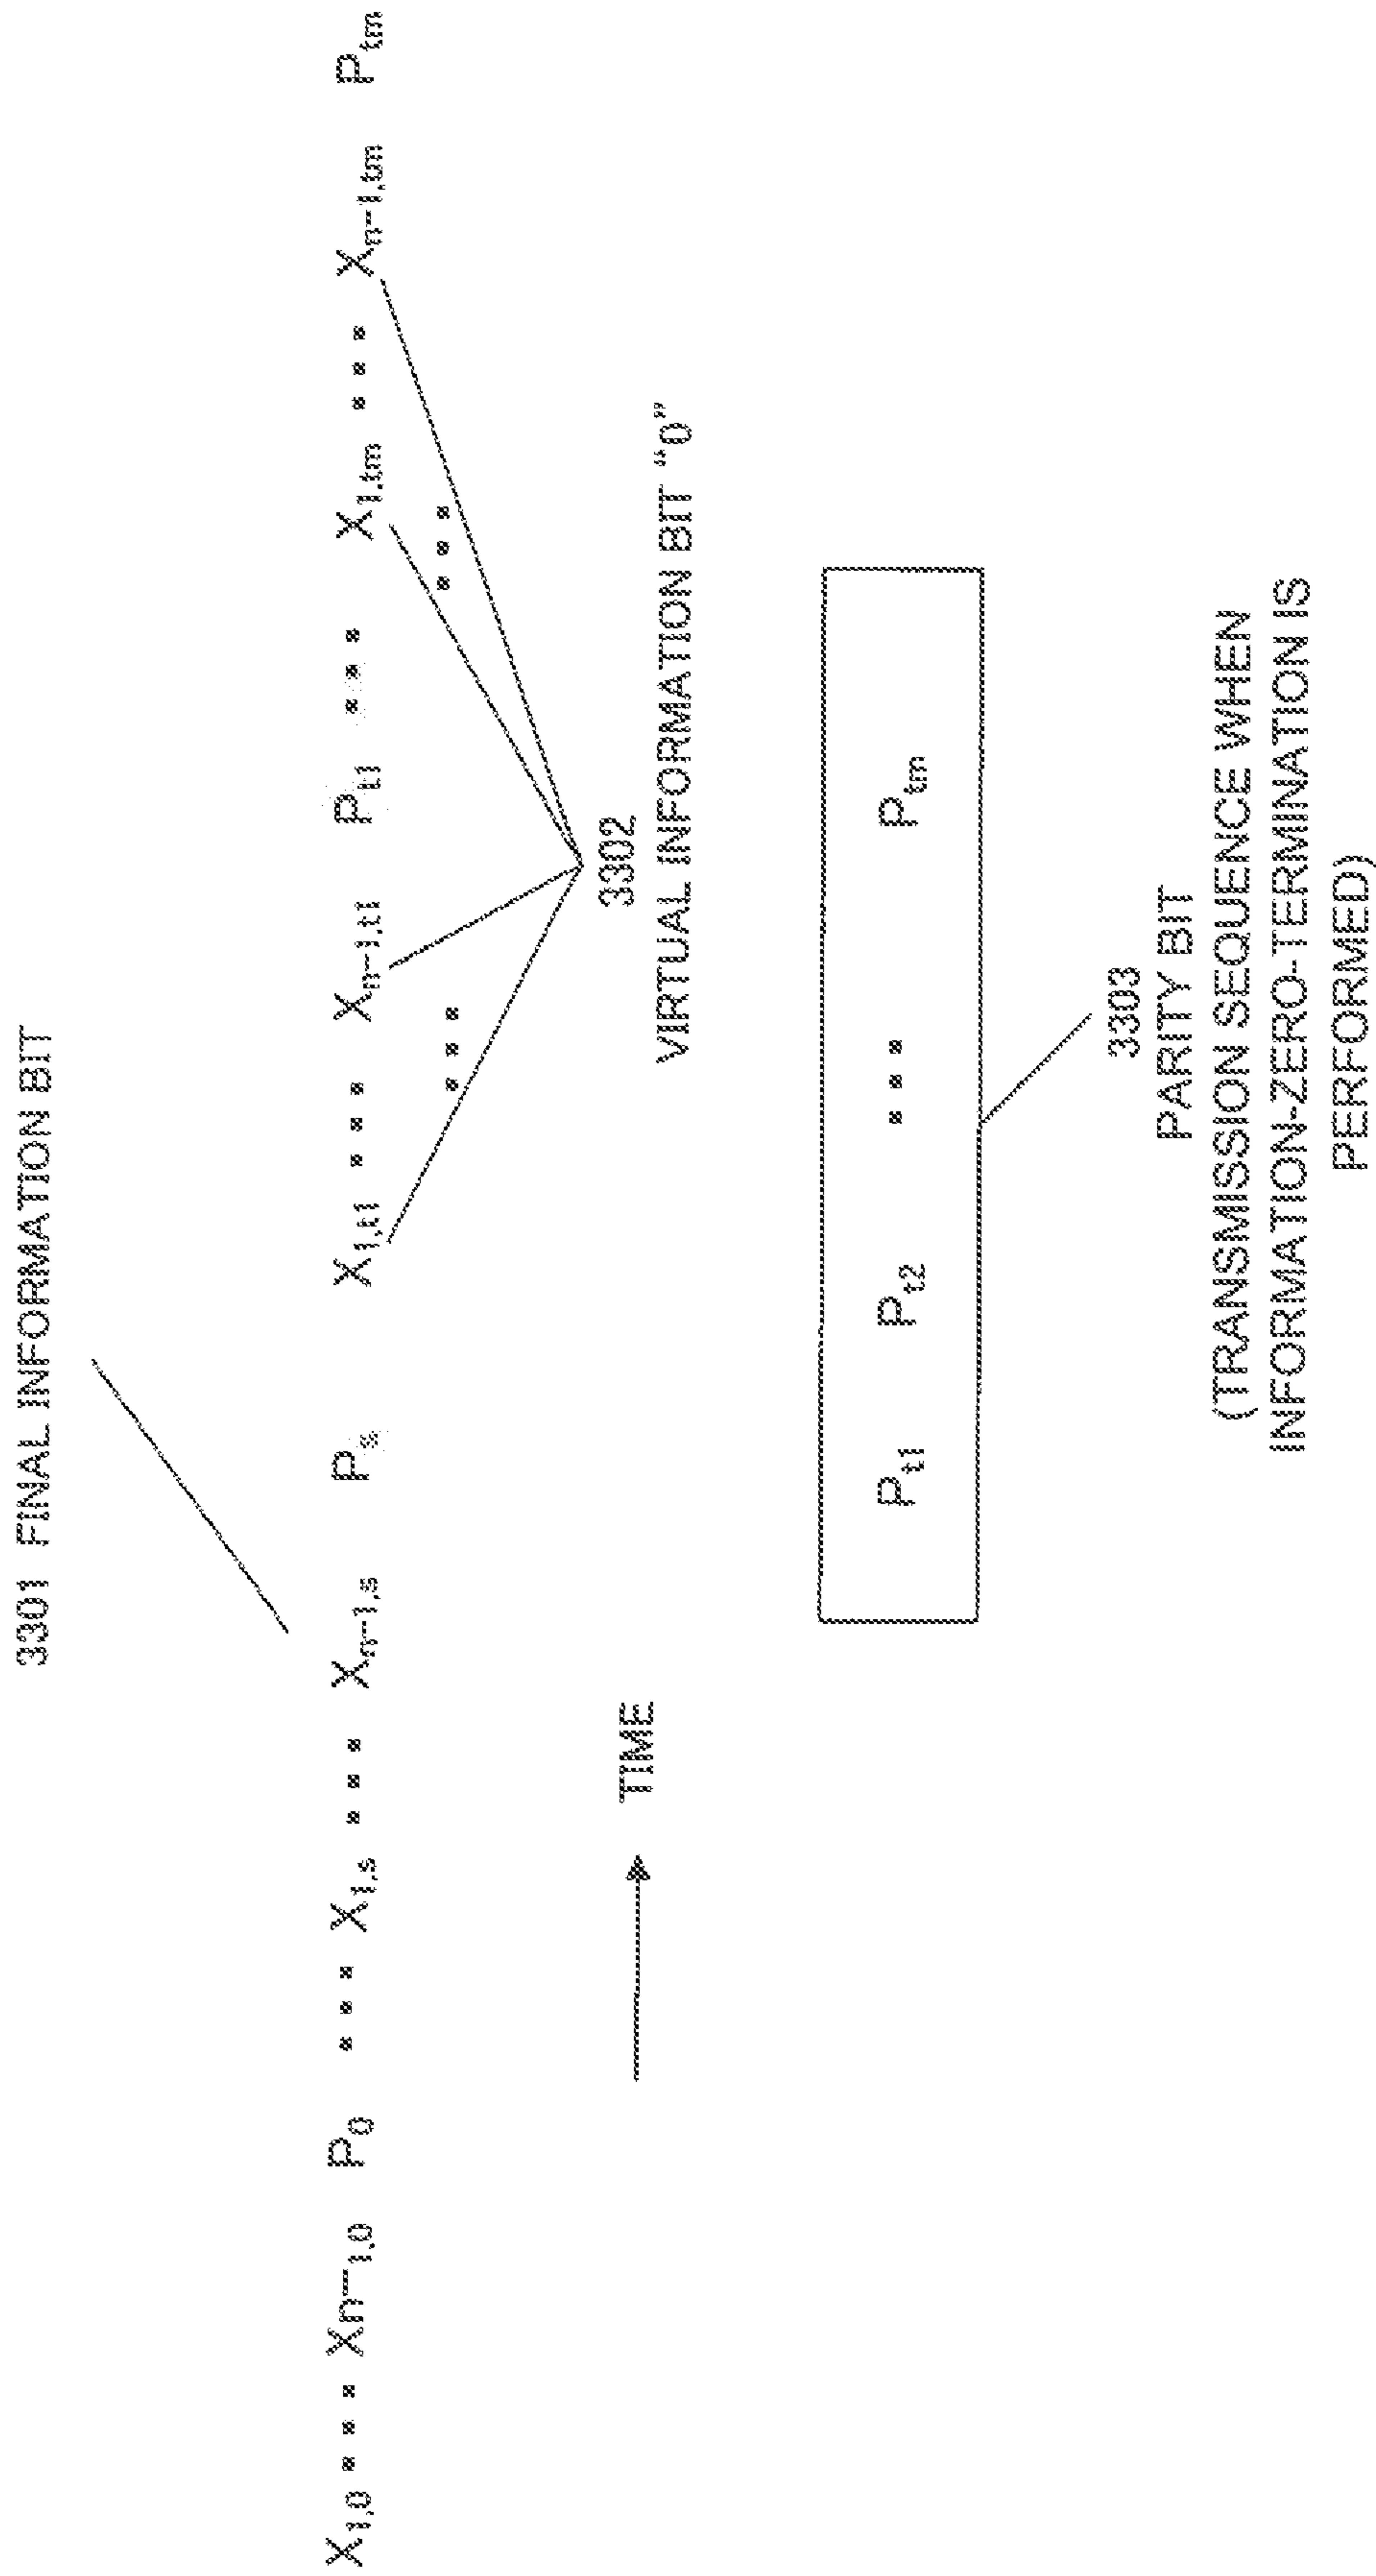 3301 FINAL INFORMATION BIT
X1,0 ▪ ▪ ▪ Xn-1,0 P0 ▪ ▪ ▪ X1,s ▪ ▪ ▪ Xn-1,s Ps X1,t1 ▪ ▪ ▪ Xn-1,t1 Pt1 ▪ ▪ ▪ X1,tm ▪ ▪ ▪ Xn-1,tm Ptm
▪ ▪ ▪ ▪ ▪ ▪
3302
TIME
VIRTUAL INFORMATION BIT “0”
Pt1 Pt2 ▪ ▪ ▪ Ptm
3303
PARITY BIT
(TRANSMISSION SEQUENCE WHEN
INFORMATION-ZERO-TERMINATION IS
PERFORMED)